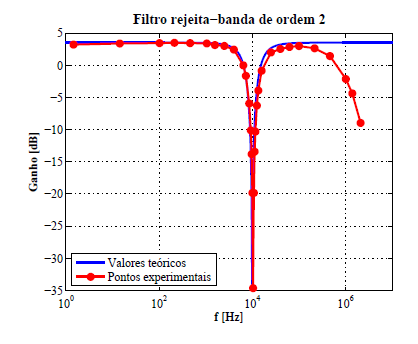 Filtro rejeita−banda de ordem 2
5
0
−5
−10
−15
−20
−25
−30
−35
Ganho [dB]
Valores teóricos
Pontos experimentais
10^0
10^2
10^4
10^6
f [Hz]